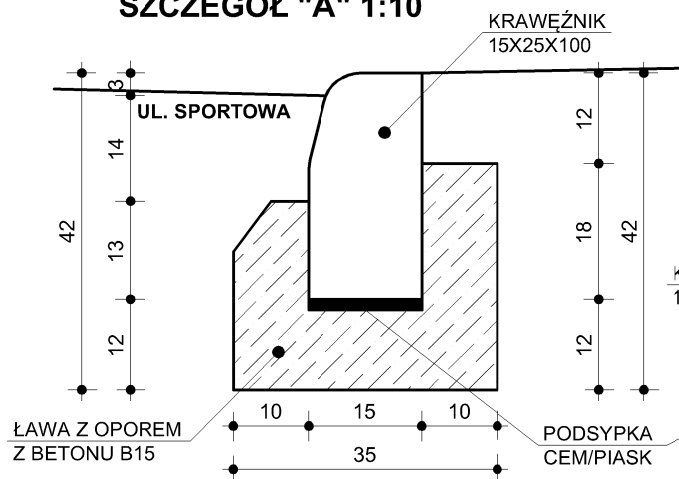 SZCZEGÓŁ "A" 1:10
KRAWĘŻNIK
15X25X100
3
UL. SPORTOWA
14
42
13
12
12
18
42
12
10
15
10
35
ŁAWA Z OPOREM
Z BETONU B15
PODSYPKA
CEM/PIASK